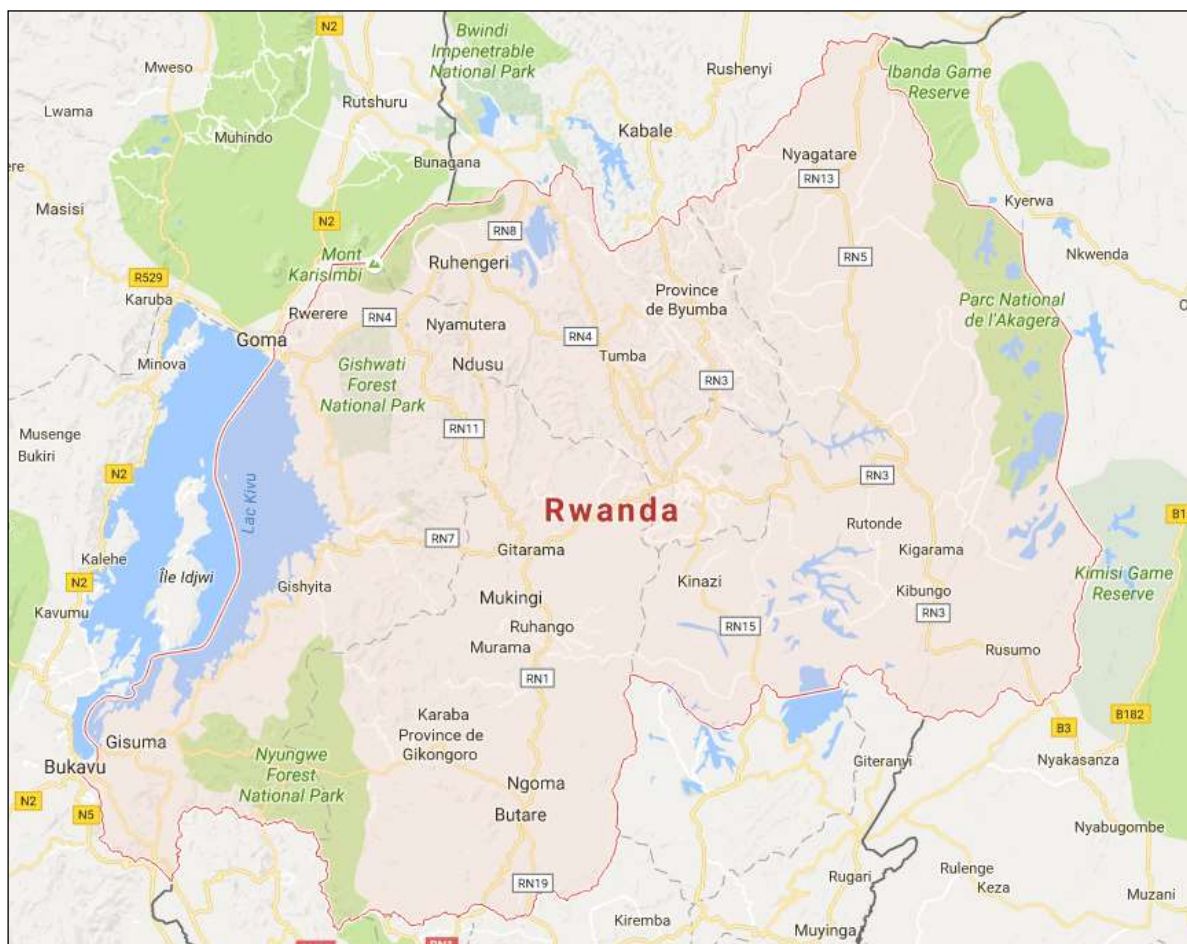 N2
Bwindi
Impenetrable
National Park
Mweso
Rushenyi
Ibanda Game
Reserve
Lwama
Rutshuru
Muhindo
Kabale
Bunagana
Nyagatare
ere
RN13
Masisi
N2
Kyerwa
RN8
Mont
Karisimbi
Ruhengeri
RN5
Nkwenda
R529
Karuba
Province
de Byumba
Parc National
de l'Akagera
Rwerere
RN4
Nyamutera
Goma
RN4
Tumba
Minova
Gishwati
Forest
National Park
Ndusu
RN3
Musenge
Bukiri
RN11
N2
Lac Kivu
RN3
Rwanda
B1
Rutonde
RN7
Gitarama
Kigarama
Kalehe
Île Idjwi
Gishyita
Kinazi
Kimisi Game
Reserve
N2
Kavumu
Mukingi
Kibungo
RN3
Ruhango
RN15
Murama
Rusumo
RN1
Karaba
Province de
Gikongoro
B182
B3
Gisuma
Nyungwe
Forest
National Park
Bukavu
Giteranyi
Nyakasanza
Ngoma
N2
N5
Butare
Nyabugombe
Rulenge
RN19
Rugari
Keza
Muzani
Kiremba
Muyinga
RN1